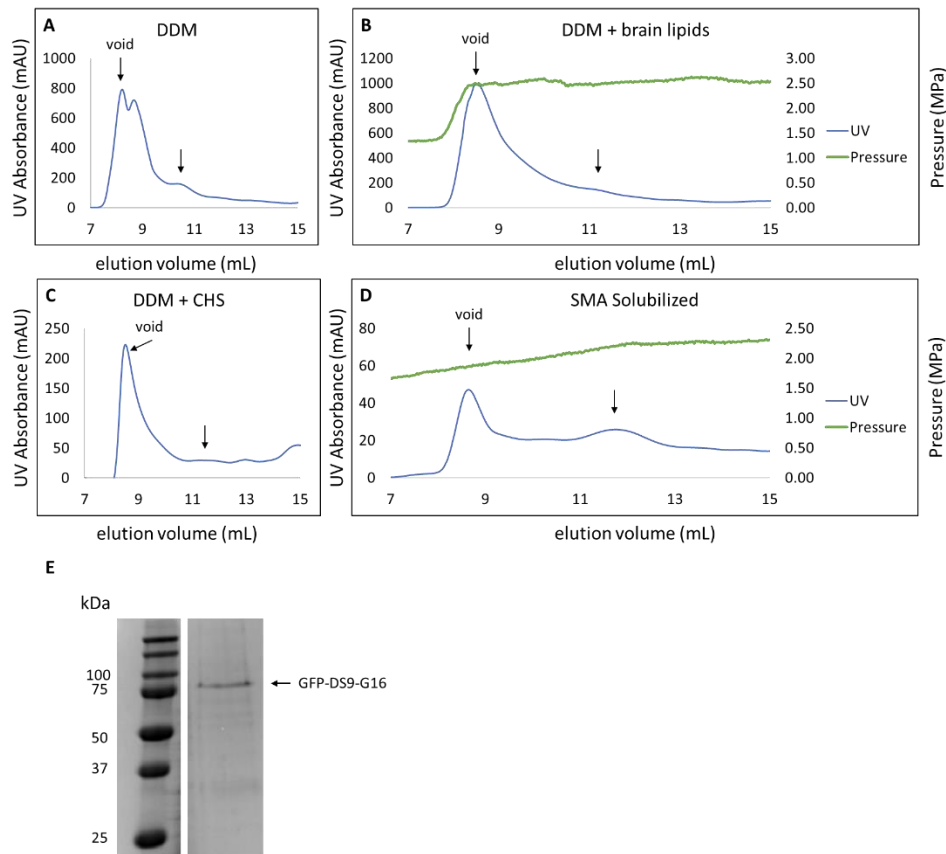 A
DDM
void
UV Absorbance (mAU)
1000
800
600
400
200
0
7 9 11 13 15
elution volume (mL)
B
DDM + brain lipids
void
UV Absorbance (mAU)
1200
1000
800
600
400
200
0
7 9 11 13 15
elution volume (mL)
3.00
2.50
2.00
1.50
1.00
0.50
0.00
Pressure (MPa)
UV
Pressure
C
DDM + CHS
void
UV Absorbance (mAU)
250
200
150
100
50
0
7 9 11 13 15
elution volume (mL)
D
SMA Solubilized
void
UV Absorbance (mAU)
80
60
40
20
0
7 9 11 13 15
elution volume (mL)
2.50
2.00
1.50
1.00
0.50
0.00
Pressure (MPa)
UV
Pressure
E
kDa
100
75
50
37
25
GFP-DS9-G16